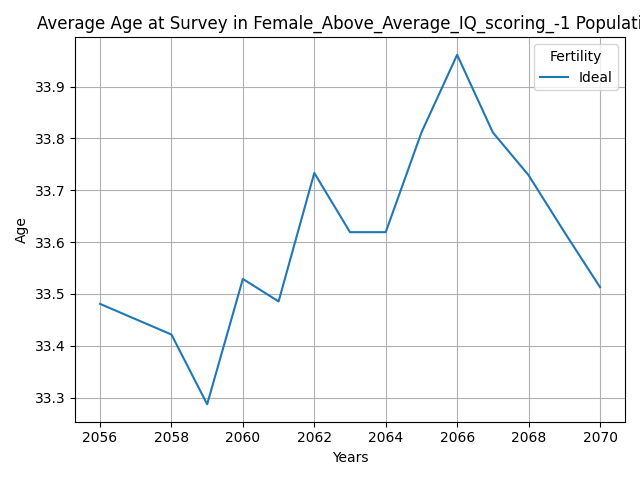 Average Age at Survey in Female_Above_Average_IQ_scoring_-1 Populati
Fertility
Ideal
33.9
33.8
33.7
33.6
33.5
33.4
33.3
Age
2056 2058 2060 2062 2064 2066 2068 2070
Years